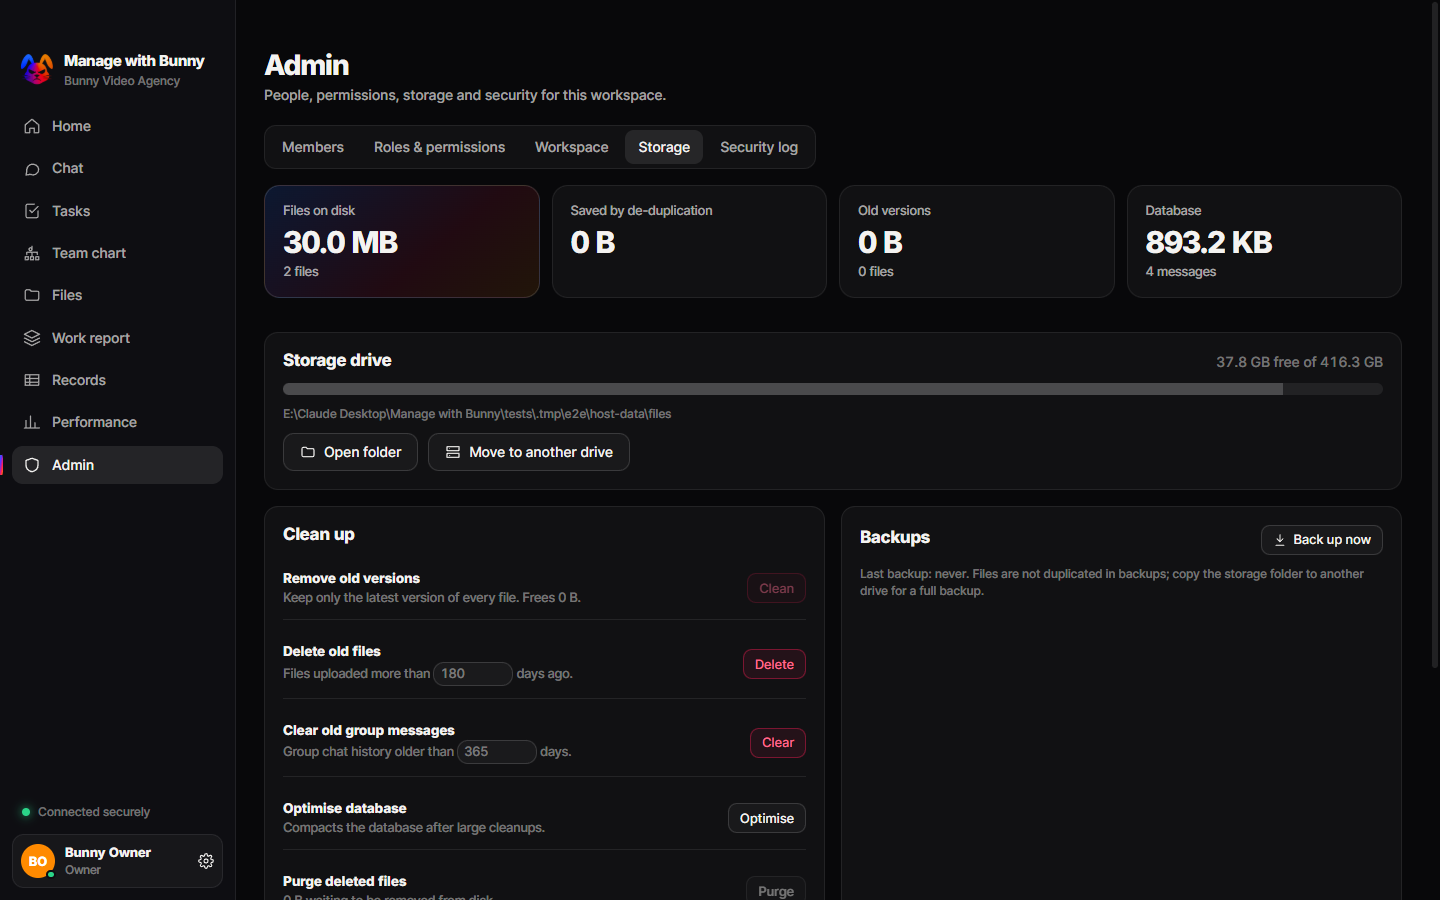 Manage with Bunny
Bunny Video Agency
Home
Chat
Tasks
Team chart
Files
Work report
Records
Performance
Admin
Connected securely
BO
Bunny Owner
Owner
Admin
People, permissions, storage and security for this workspace.
Members Roles & permissions Workspace Storage Security log
Files on disk
30.0 MB
2 files
Saved by de-duplication
0 B
Old versions
0 B
0 files
Database
893.2 KB
4 messages
Storage drive
37.8 GB free of 416.3 GB
E:\Claude Desktop\Manage with Bunny\tests\.tmp\e2e\host-data\files
Open folder
Move to another drive
Clean up
Remove old versions
Keep only the latest version of every file. Frees 0 B.
Clean
Delete old files
Files uploaded more than 180 days ago.
Delete
Clear old group messages
Group chat history older than 365 days.
Clear
Optimise database
Compacts the database after large cleanups.
Optimise
Purge deleted files
0 B waiting to be removed from disk.
Purge
Backups
Back up now
Last backup: never. Files are not duplicated in backups; copy the storage folder to another
drive for a full backup.